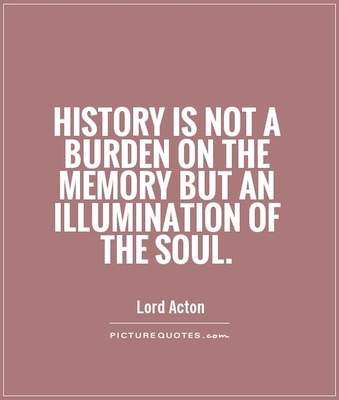 HISTORY IS NOT A
BURDEN ON THE
MEMORY BUT AN
ILLUMINATION OF
THE SOUL.
Lord Acton
PICTUREQUOTES.com